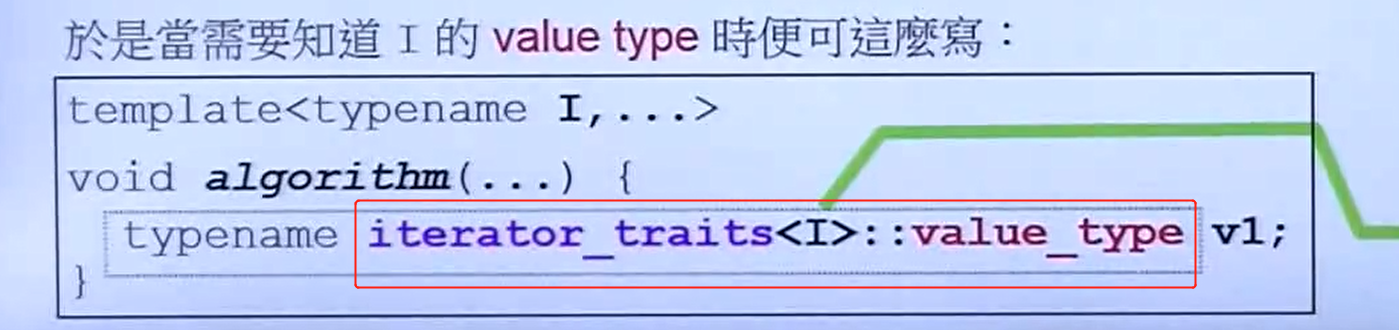 於是當需要知道 I 的 value type 時便可這麼寫：
template<typename I,...>
void algorithm(...) {
typename iterator_traits<I>::value_type v1;
}